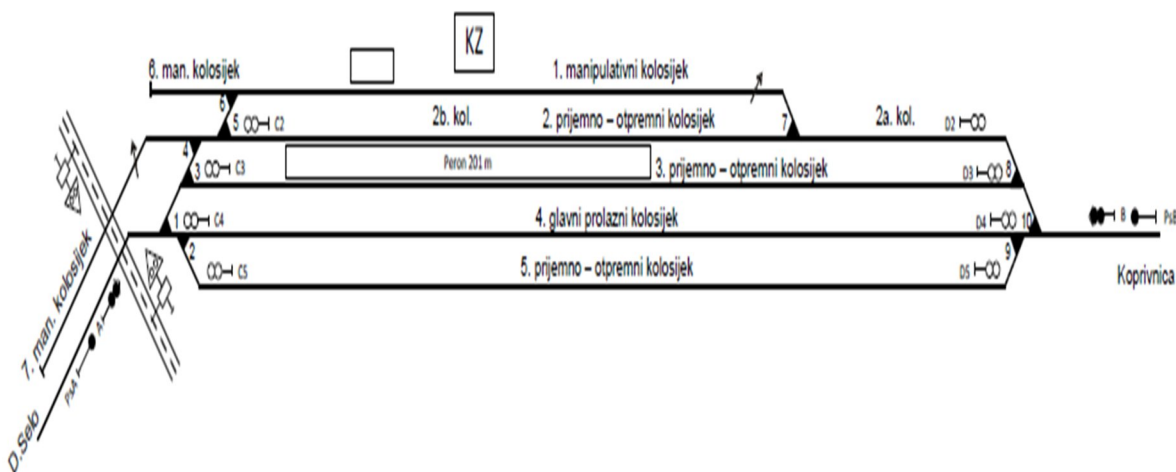 KZ
6. man. kolosijek
1. manipulativni kolosijek
6
5
C2
2b. kol.
2. prijemno – otpremni kolosijek
7
2a. kol.
D2
4
3
C3
Peron 201 m
3. prijemno – otpremni kolosijek
D3
8
1
C4
4. glavni prolazni kolosijek
D4
10
B
PsB
2
C5
5. prijemno – otpremni kolosijek
D5
9
Koprivnica
7. man. kolosijek
A
PsA
D.Selo